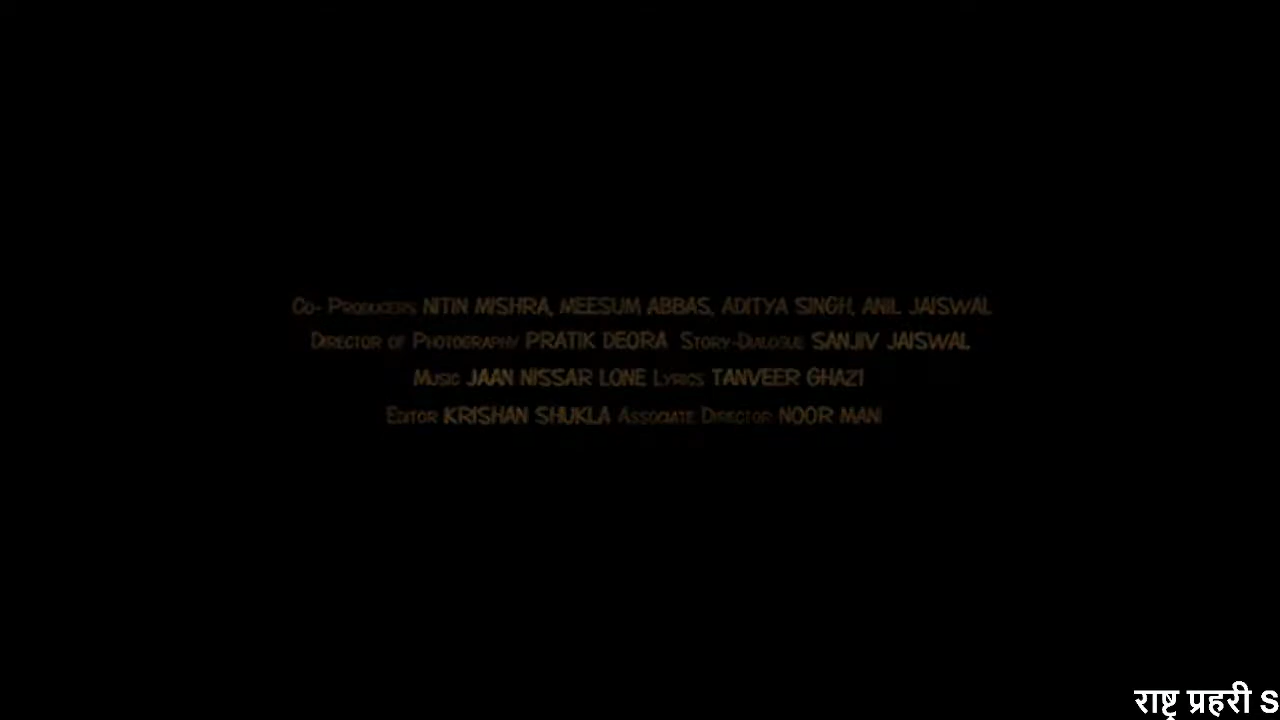 Co- Producers NITIN MISHRA, MEESUM ABBAS, ADITYA SINGH, ANIL JAISWAL
Director of Photography PRATIK DEORA Story-Dialogue SANJIV JAISWAL
Music JAAN NISSAR LONE Lyrics TANVEER GHAZI
Editor KRISHAN SHUKLA Associate Director NOOR MANI
राष्ट्र प्रहरी S